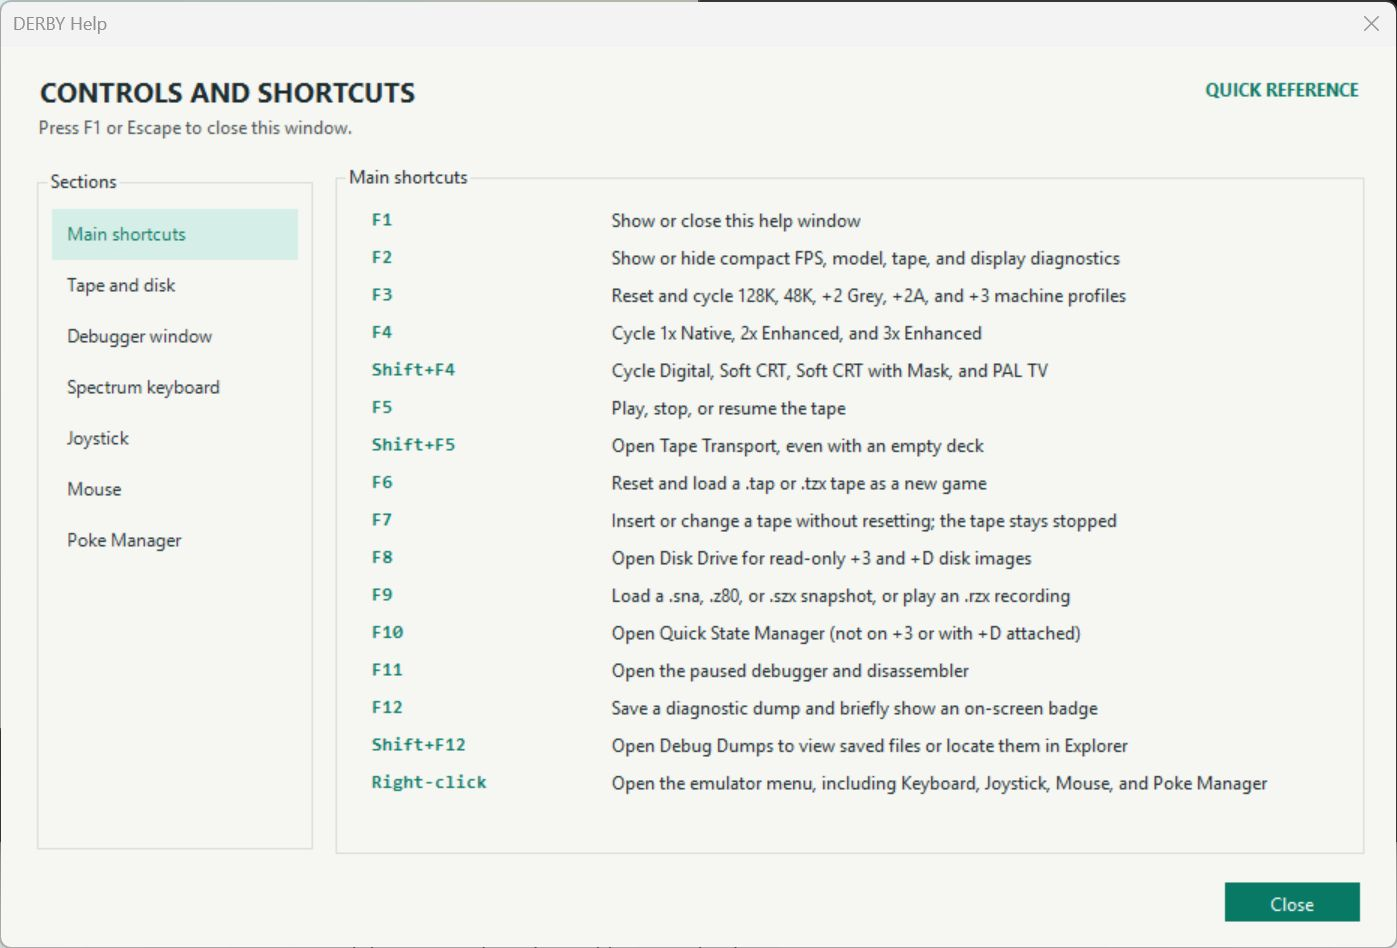 DERBY Help
CONTROLS AND SHORTCUTS
QUICK REFERENCE
Press F1 or Escape to close this window.
Sections
Main shortcuts
Tape and disk
Debugger window
Spectrum keyboard
Joystick
Mouse
Poke Manager
Main shortcuts
F1 Show or close this help window
F2 Show or hide compact FPS, model, tape, and display diagnostics
F3 Reset and cycle 128K, 48K, +2 Grey, +2A, and +3 machine profiles
F4 Cycle 1x Native, 2x Enhanced, and 3x Enhanced
Shift+F4 Cycle Digital, Soft CRT, Soft CRT with Mask, and PAL TV
F5 Play, stop, or resume the tape
Shift+F5 Open Tape Transport, even with an empty deck
F6 Reset and load a .tap or .tzx tape as a new game
F7 Insert or change a tape without resetting; the tape stays stopped
F8 Open Disk Drive for read-only +3 and +D disk images
F9 Load a .sna, .z80, or .szx snapshot, or play an .rzx recording
F10 Open Quick State Manager (not on +3 or with +D attached)
F11 Open the paused debugger and disassembler
F12 Save a diagnostic dump and briefly show an on-screen badge
Shift+F12 Open Debug Dumps to view saved files or locate them in Explorer
Right-click Open the emulator menu, including Keyboard, Joystick, Mouse, and Poke Manager
Close